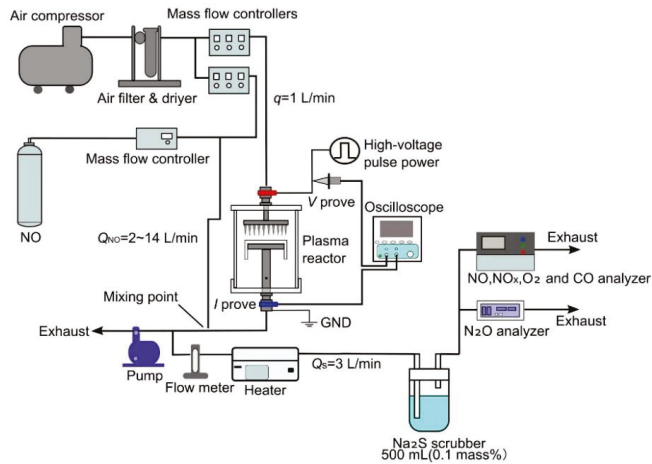 Air compressor
Mass flow controllers
Air filter & driyer
q=1 L/min
High-voltage
pulse power
Mass flow controller
V prove
Oscilloscope
NO
QNO=2~14 L/min
Plasma
reactor
Exhaust
NO,NOx,O2 and CO analyzer
Mixing point
I prove
GND
Exhaust
Exhaust
N2O analyzer
Pump
Flow meter
Heater
Qs=3 L/min
Na2S scrubber
500 mL(0.1 mass%)